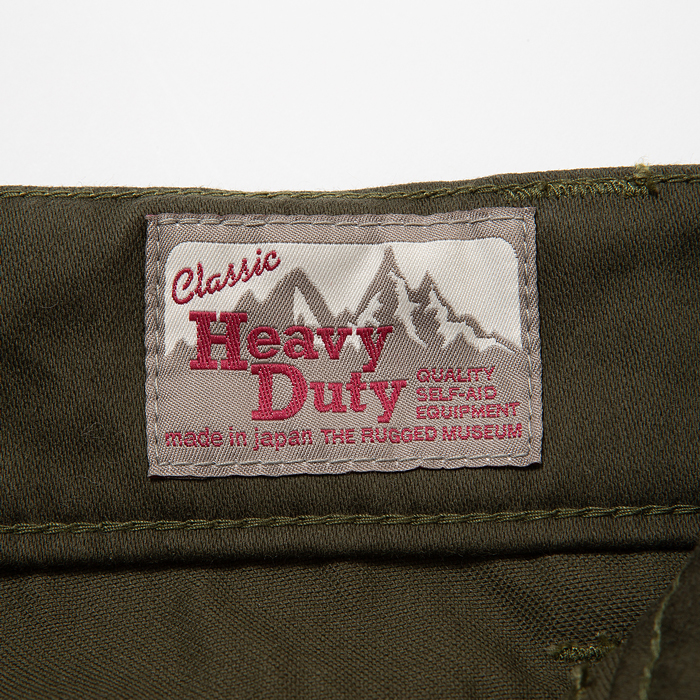 Classic
Heavy
Duty
QUALITY
SELF-AID
EQUIPMENT
made in japan THE RUGGED MUSEUM